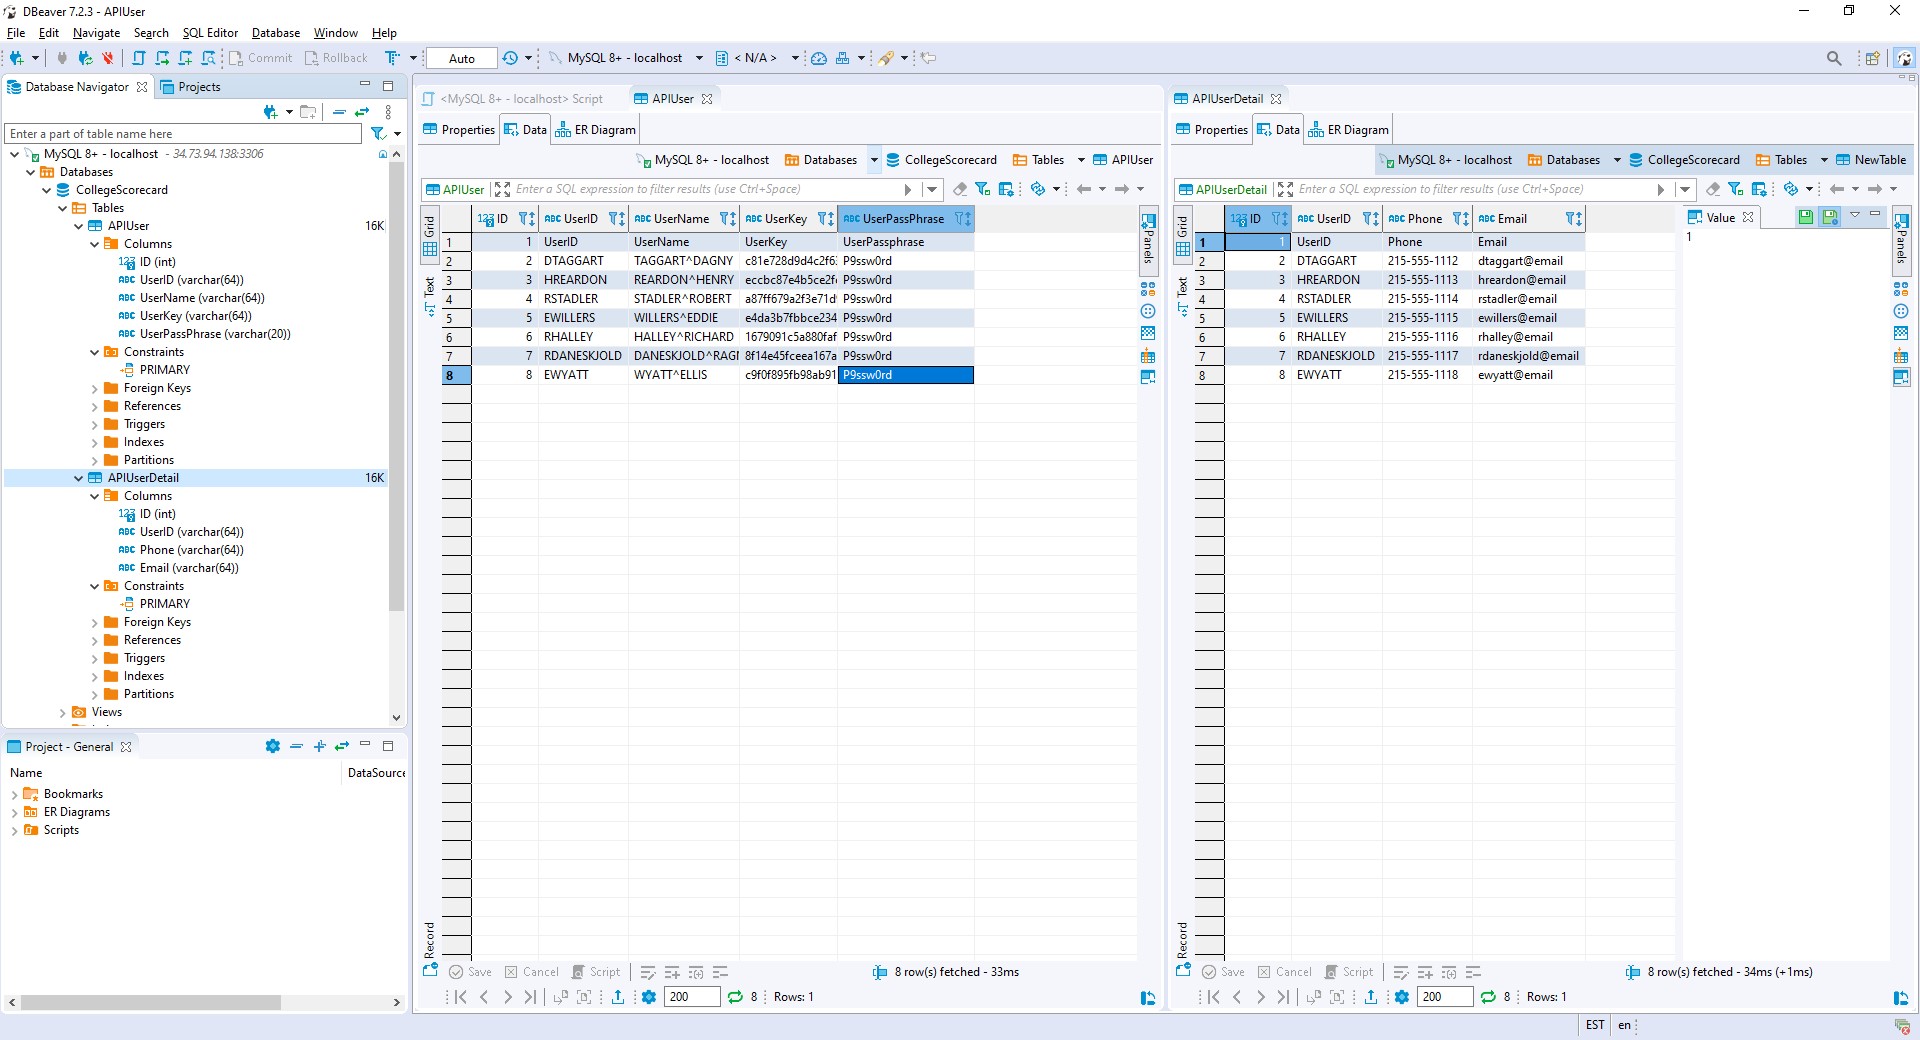 DBeaver 7.2.3 - APIUser
File Edit Navigate Search SQL Editor Database Window Help
Commit Rollback Auto MySQL 8+ - localhost < N/A >
Database Navigator Projects
Enter a part of table name here
MySQL 8+ - localhost - 34.73.94.138:3306
Databases
CollegeScorecard
Tables
APIUser 16K
Columns
ID (int)
UserID (varchar(64))
UserName (varchar(64))
UserKey (varchar(64))
UserPassPhrase (varchar(20))
Constraints
PRIMARY
Foreign Keys
References
Triggers
Indexes
Partitions
APIUserDetail 16K
Columns
ID (int)
UserID (varchar(64))
Phone (varchar(64))
Email (varchar(64))
Constraints
PRIMARY
Foreign Keys
References
Triggers
Indexes
Partitions
Views
Project - General
Name DataSource
Bookmarks
ER Diagrams
Scripts
<MySQL 8+ - localhost> Script APIUser
Properties Data ER Diagram
MySQL 8+ - localhost Databases CollegeScorecard Tables APIUser
APIUser Enter a SQL expression to filter results (use Ctrl+Space)
Grid
Text
Record
Panels
123 ID ABC UserID ABC UserName ABC UserKey ABC UserPassPhrase
1 1 UserID UserName UserKey UserPassphrase
2 2 DTAGGART TAGGART^DAGNY c81e728d9d4c2f6 P9ssw0rd
3 3 HREARDON REARDON^HENRY eccbc87e4b5ce2f P9ssw0rd
4 4 RSTADLER STADLER^ROBERT a87ff679a2f3e71d P9ssw0rd
5 5 EWILLERS WILLERS^EDDIE e4da3b7fbbce234 P9ssw0rd
6 6 RHALLEY HALLEY^RICHARD 1679091c5a880faf P9ssw0rd
7 7 RDANESKJOLD DANESKJOLD^RAGN 8f14e45fceea167a P9ssw0rd
8 8 EWYATT WYATT^ELLIS c9f0f895fb98ab91 P9ssw0rd
Save Cancel Script 8 row(s) fetched - 33ms
200 8 Rows: 1
APIUserDetail
Properties Data ER Diagram
MySQL 8+ - localhost Databases CollegeScorecard Tables NewTable
APIUserDetail Enter a SQL expression to filter results (use Ctrl+Space)
Grid
Text
Record
123 ID ABC UserID ABC Phone ABC Email
1 1 UserID Phone Email
2 2 DTAGGART 215-555-1112 dtaggart@email
3 3 HREARDON 215-555-1113 hreardon@email
4 4 RSTADLER 215-555-1114 rstadler@email
5 5 EWILLERS 215-555-1115 ewillers@email
6 6 RHALLEY 215-555-1116 rhalley@email
7 7 RDANESKJOLD 215-555-1117 rdaneskjold@email
8 8 EWYATT 215-555-1118 ewyatt@email
Value
1
Panels
Save Cancel Script 8 row(s) fetched - 34ms (+1ms)
200 8 Rows: 1
EST en